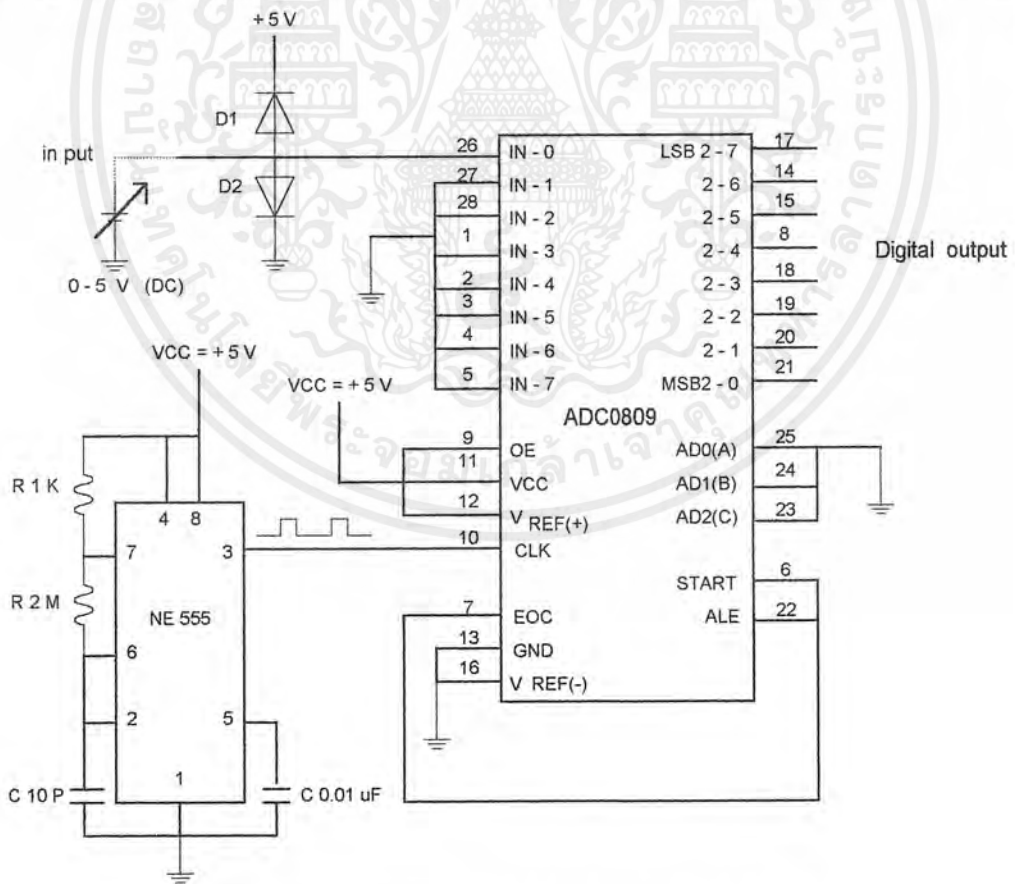 + 5 V
D1
in put
D2
0 - 5 V (DC)
26 IN - 0
27 IN - 1
28 IN - 2
1 IN - 3
2 IN - 4
3 IN - 5
4 IN - 6
5 IN - 7
LSB 2 - 7 17
2 - 6 14
2 - 5 15
2 - 4 8
2 - 3 18
2 - 2 19
2 - 1 20
MSB2 - 0 21
Digital output
ADC0809
VCC = + 5 V
VCC = + 5 V
9 OE
11 VCC
12 V REF(+)
10 CLK
7 EOC
13 GND
16 V REF(-)
AD0(A) 25
AD1(B) 24
AD2(C) 23
START 6
ALE 22
R 1 K
4 8
7 3
R 2 M
NE 555
6
2 5
1
C 10 P
C 0.01 uF